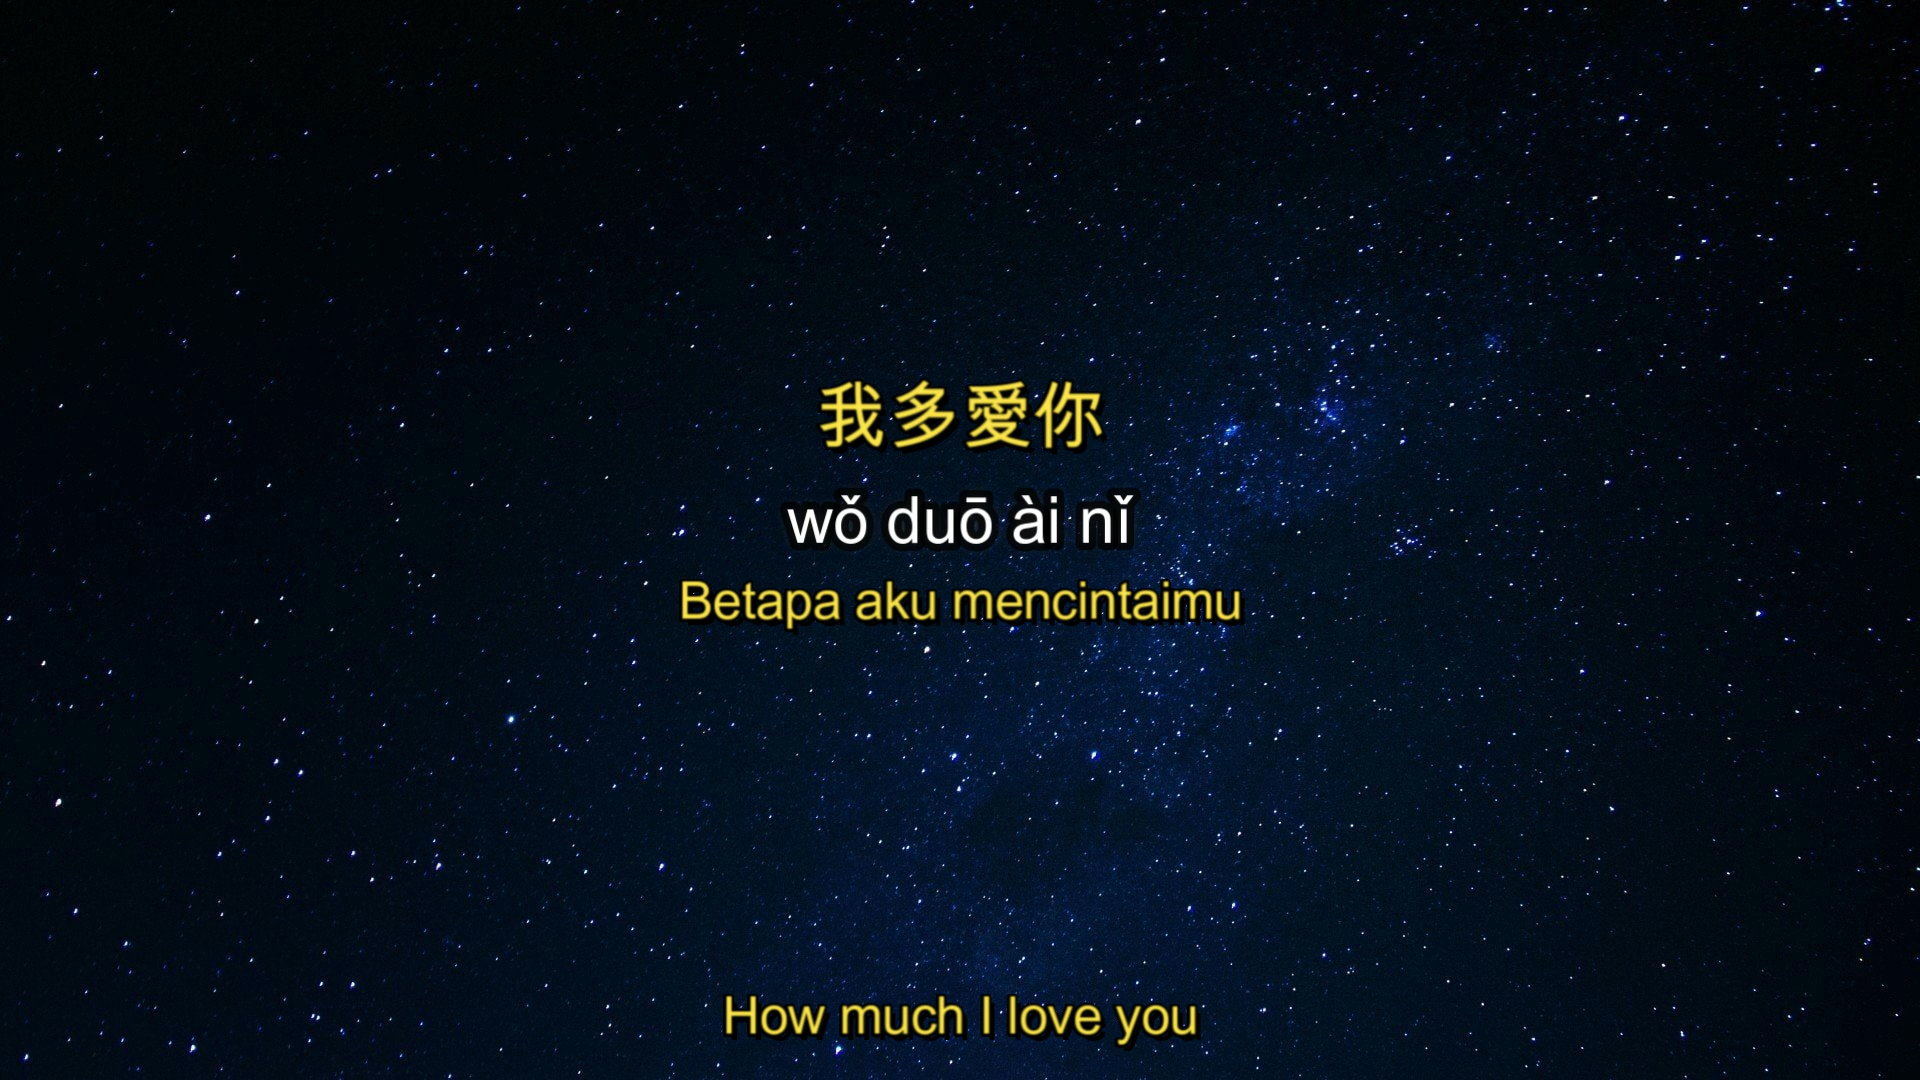 我多愛你
wǒ duō ài nǐ
Betapa aku mencintaimu
How much I love you